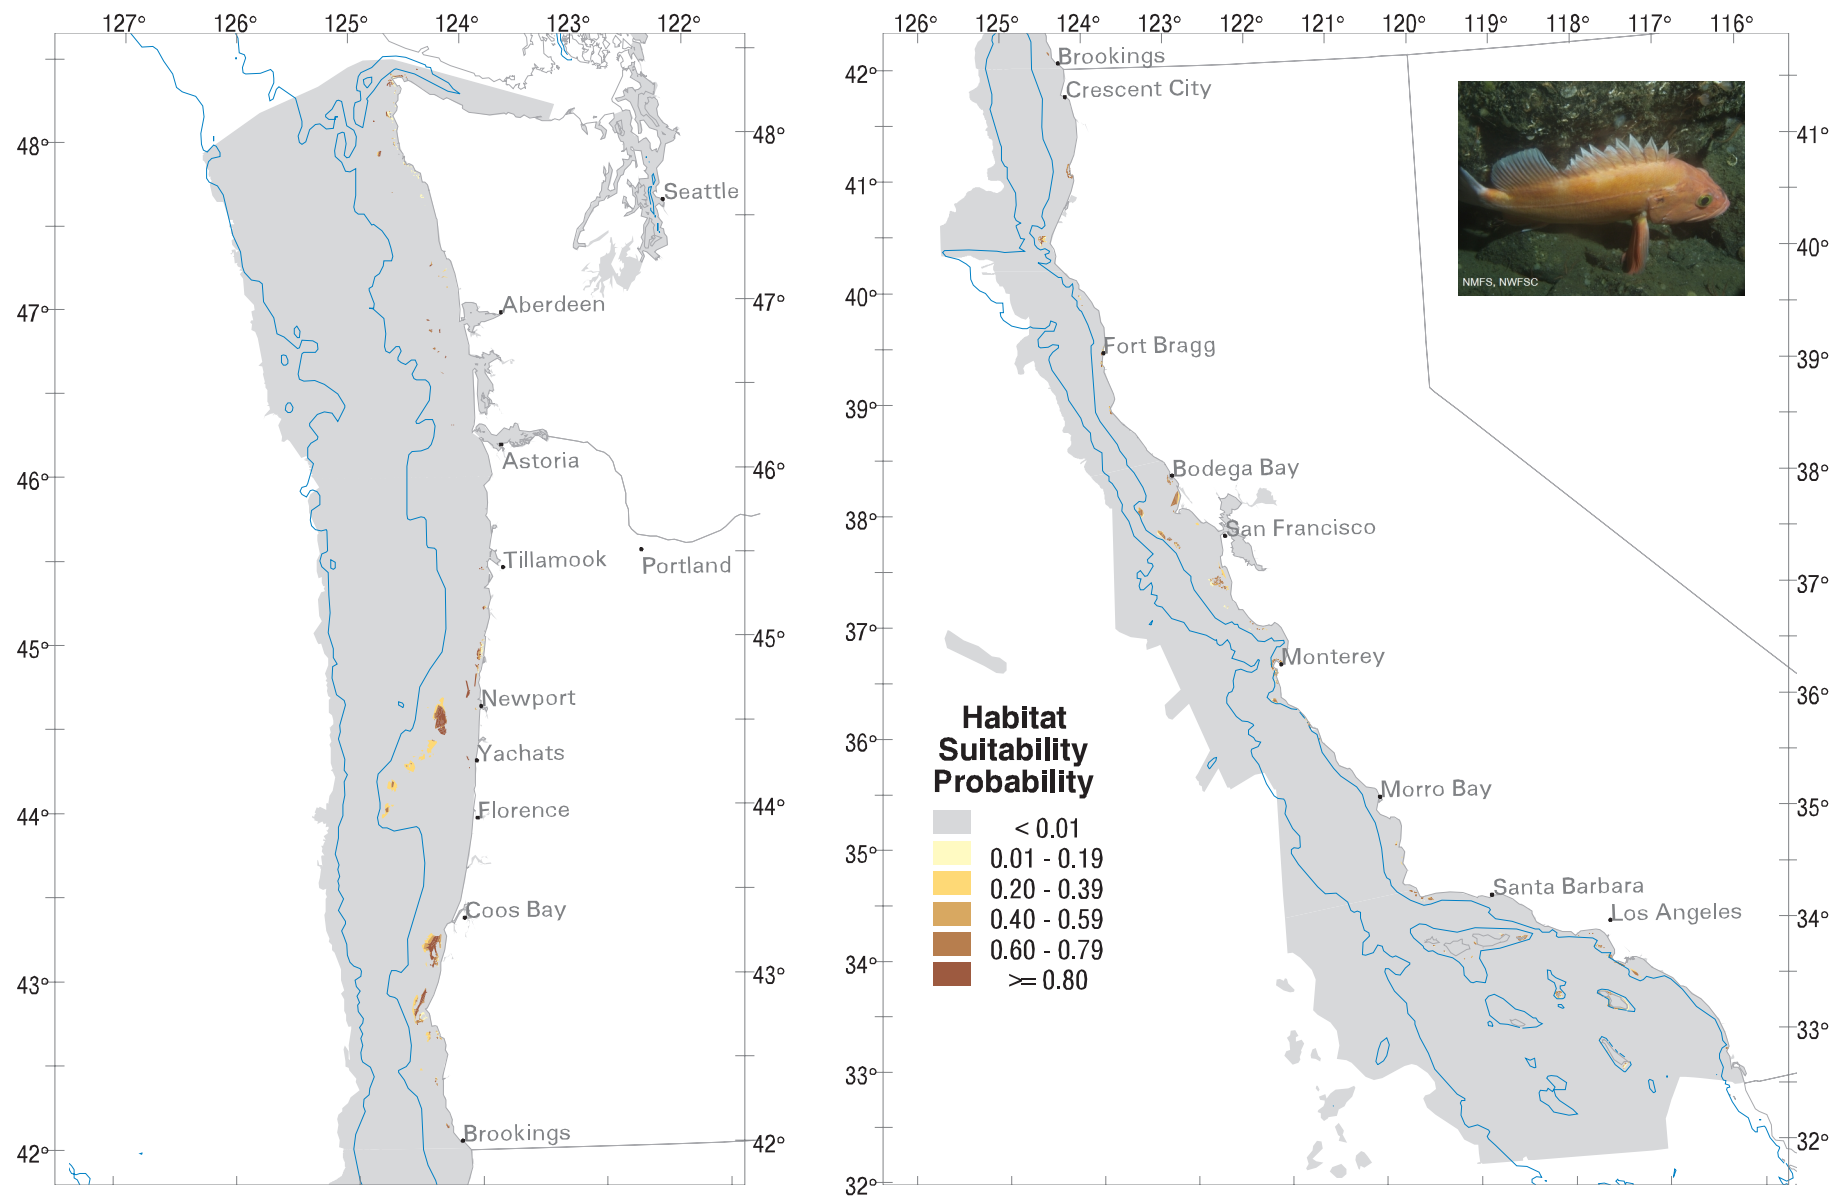 127° 126° 125° 124° 123° 122°
48°
47°
46°
45°
44°
43°
42°
48°
47°
46°
45°
44°
43°
42°
Seattle
Aberdeen
Astoria
Tillamook
Portland
Newport
Yachats
Florence
Coos Bay
Brookings
126° 125° 124° 123° 122° 121° 120° 119° 118° 117° 116°
42°
41°
40°
39°
38°
37°
36°
35°
34°
33°
32°
41°
40°
39°
38°
37°
36°
35°
34°
33°
32°
Brookings
Crescent City
Fort Bragg
Bodega Bay
San Francisco
Monterey
Morro Bay
Santa Barbara
Los Angeles
NMFS, NWFSC
Habitat
Suitability
Probability
< 0.01
0.01 - 0.19
0.20 - 0.39
0.40 - 0.59
0.60 - 0.79
>= 0.80